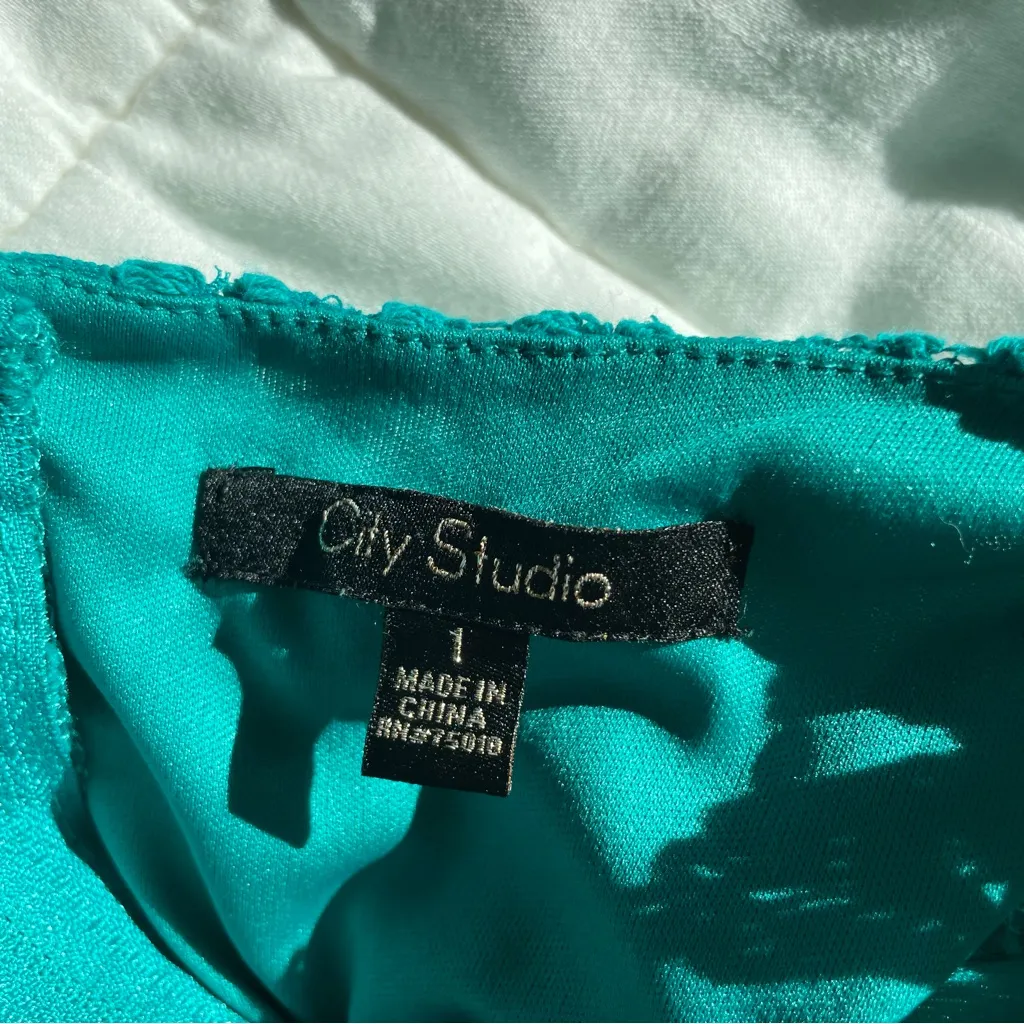 City Studio
1
MADE IN
CHINA
RN#75010